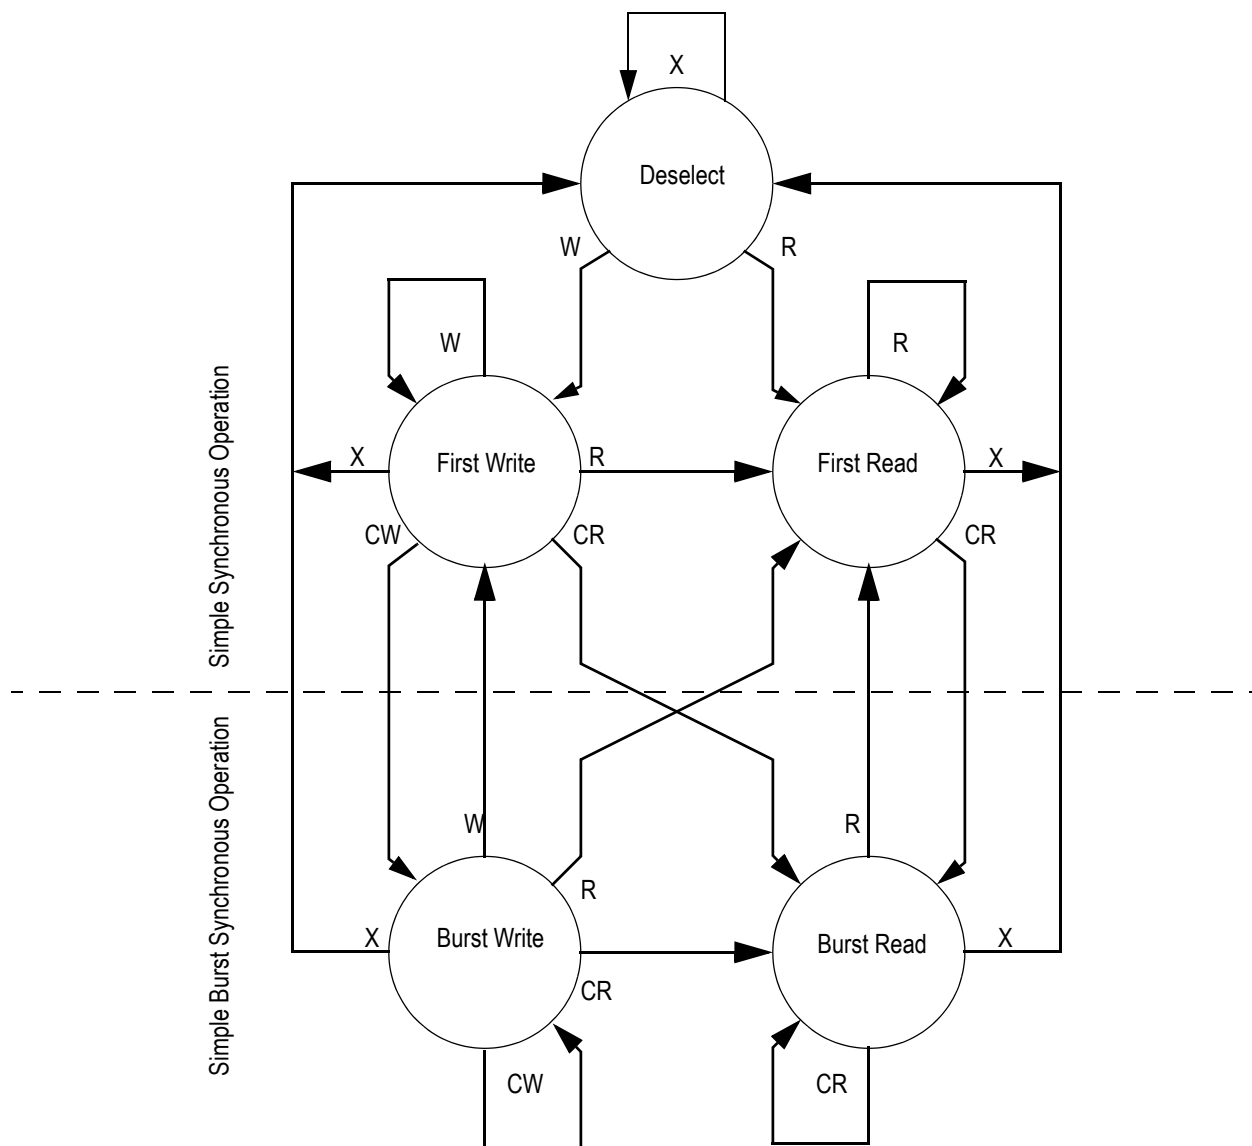 X
Deselect
W
R
W
R
Simple Synchronous Operation
X
First Write
R
First Read
X
CW
CR
CR
Simple Burst Synchronous Operation
W
R
R
X
Burst Write
Burst Read
X
CR
CW
CR